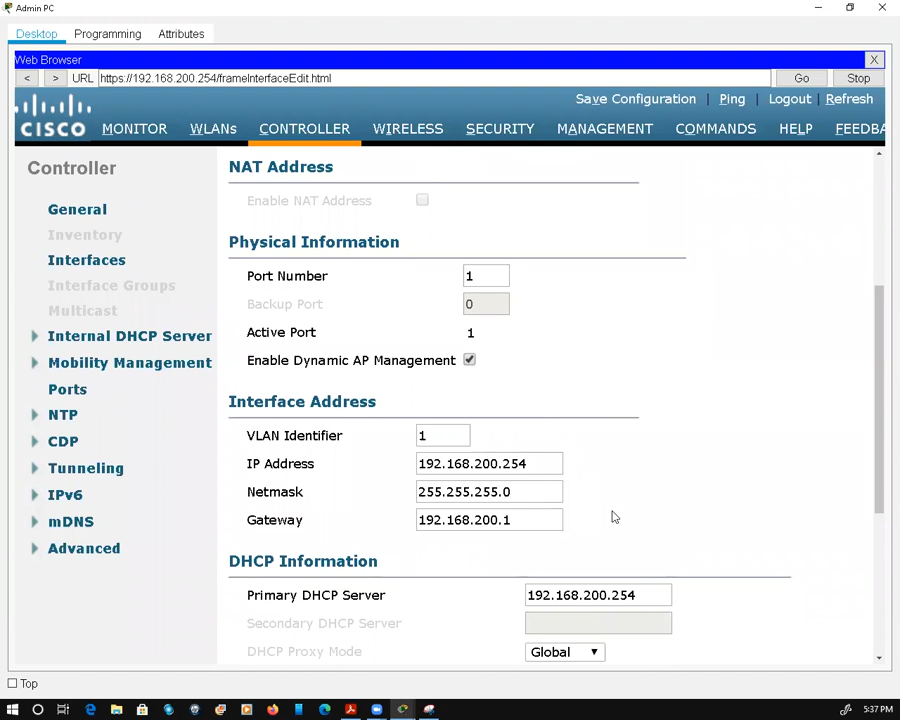 Admin PC
Desktop Programming Attributes
Web Browser X
< > URL https://192.168.200.254/frameInterfaceEdit.html Go Stop
Save Configuration | Ping | Logout | Refresh
CISCO MONITOR WLANs CONTROLLER WIRELESS SECURITY MANAGEMENT COMMANDS HELP FEEDBA
Controller
General
Inventory
Interfaces
Interface Groups
Multicast
Internal DHCP Server
Mobility Management
Ports
NTP
CDP
Tunneling
IPv6
mDNS
Advanced
NAT Address
Enable NAT Address
Physical Information
Port Number 1
Backup Port 0
Active Port 1
Enable Dynamic AP Management
Interface Address
VLAN Identifier 1
IP Address 192.168.200.254
Netmask 255.255.255.0
Gateway 192.168.200.1
DHCP Information
Primary DHCP Server 192.168.200.254
Secondary DHCP Server
DHCP Proxy Mode Global
Top
5:37 PM